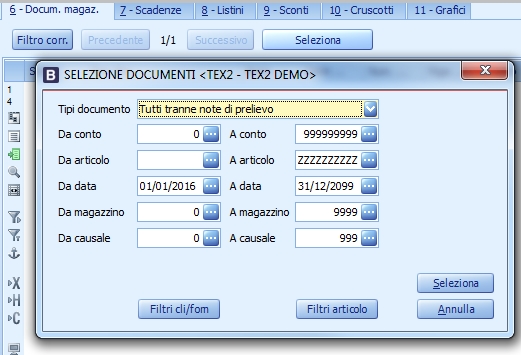 6 - Docum. magaz. 7 - Scadenze 8 - Listini 9 - Sconti 10 - Cruscotti 11 - Grafici
Filtro corr. Precedente 1/1 Successivo Seleziona
SELEZIONE DOCUMENTI <TEX2 - TEX2 DEMO>
Tipi documento Tutti tranne note di prelievo
Da conto 0 A conto 999999999
Da articolo A articolo ZZZZZZZZZZ
Da data 01/01/2016 A data 31/12/2099
Da magazzino 0 A magazzino 9999
Da causale 0 A causale 999
Seleziona
Filtri cli/forn Filtri articolo Annulla
1
4
X
H
C